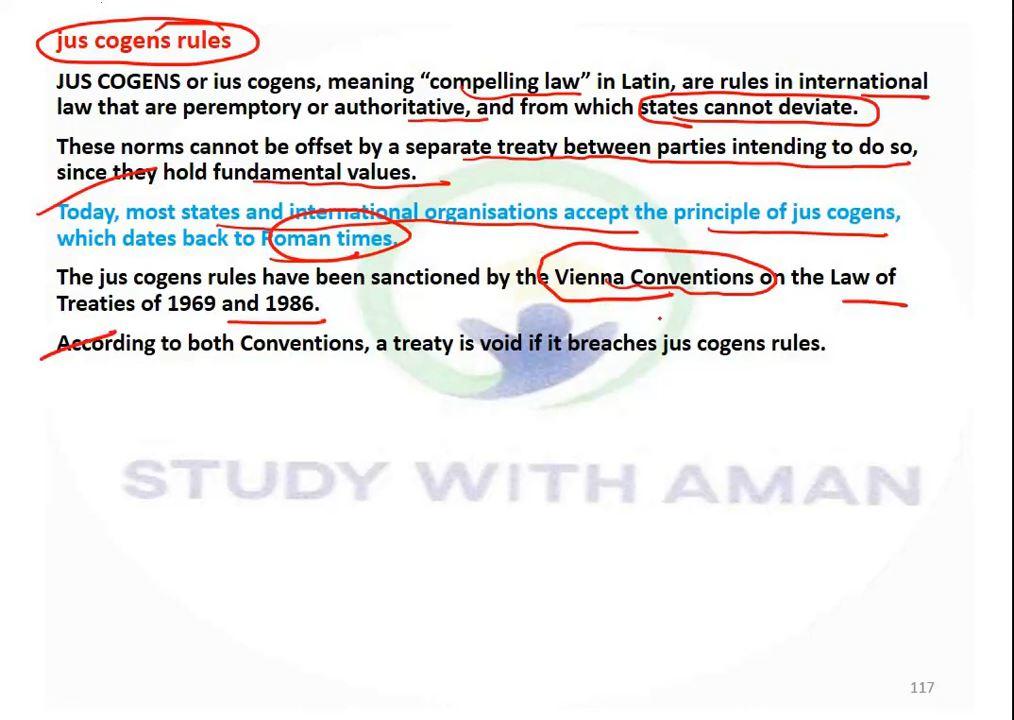 jus cogens rules
JUS COGENS or ius cogens, meaning “compelling law” in Latin, are rules in international
law that are peremptory or authoritative, and from which states cannot deviate.
These norms cannot be offset by a separate treaty between parties intending to do so,
since they hold fundamental values.
Today, most states and international organisations accept the principle of jus cogens,
which dates back to Roman times.
The jus cogens rules have been sanctioned by the Vienna Conventions on the Law of
Treaties of 1969 and 1986.
According to both Conventions, a treaty is void if it breaches jus cogens rules.
STUDY WITH AMAN
117